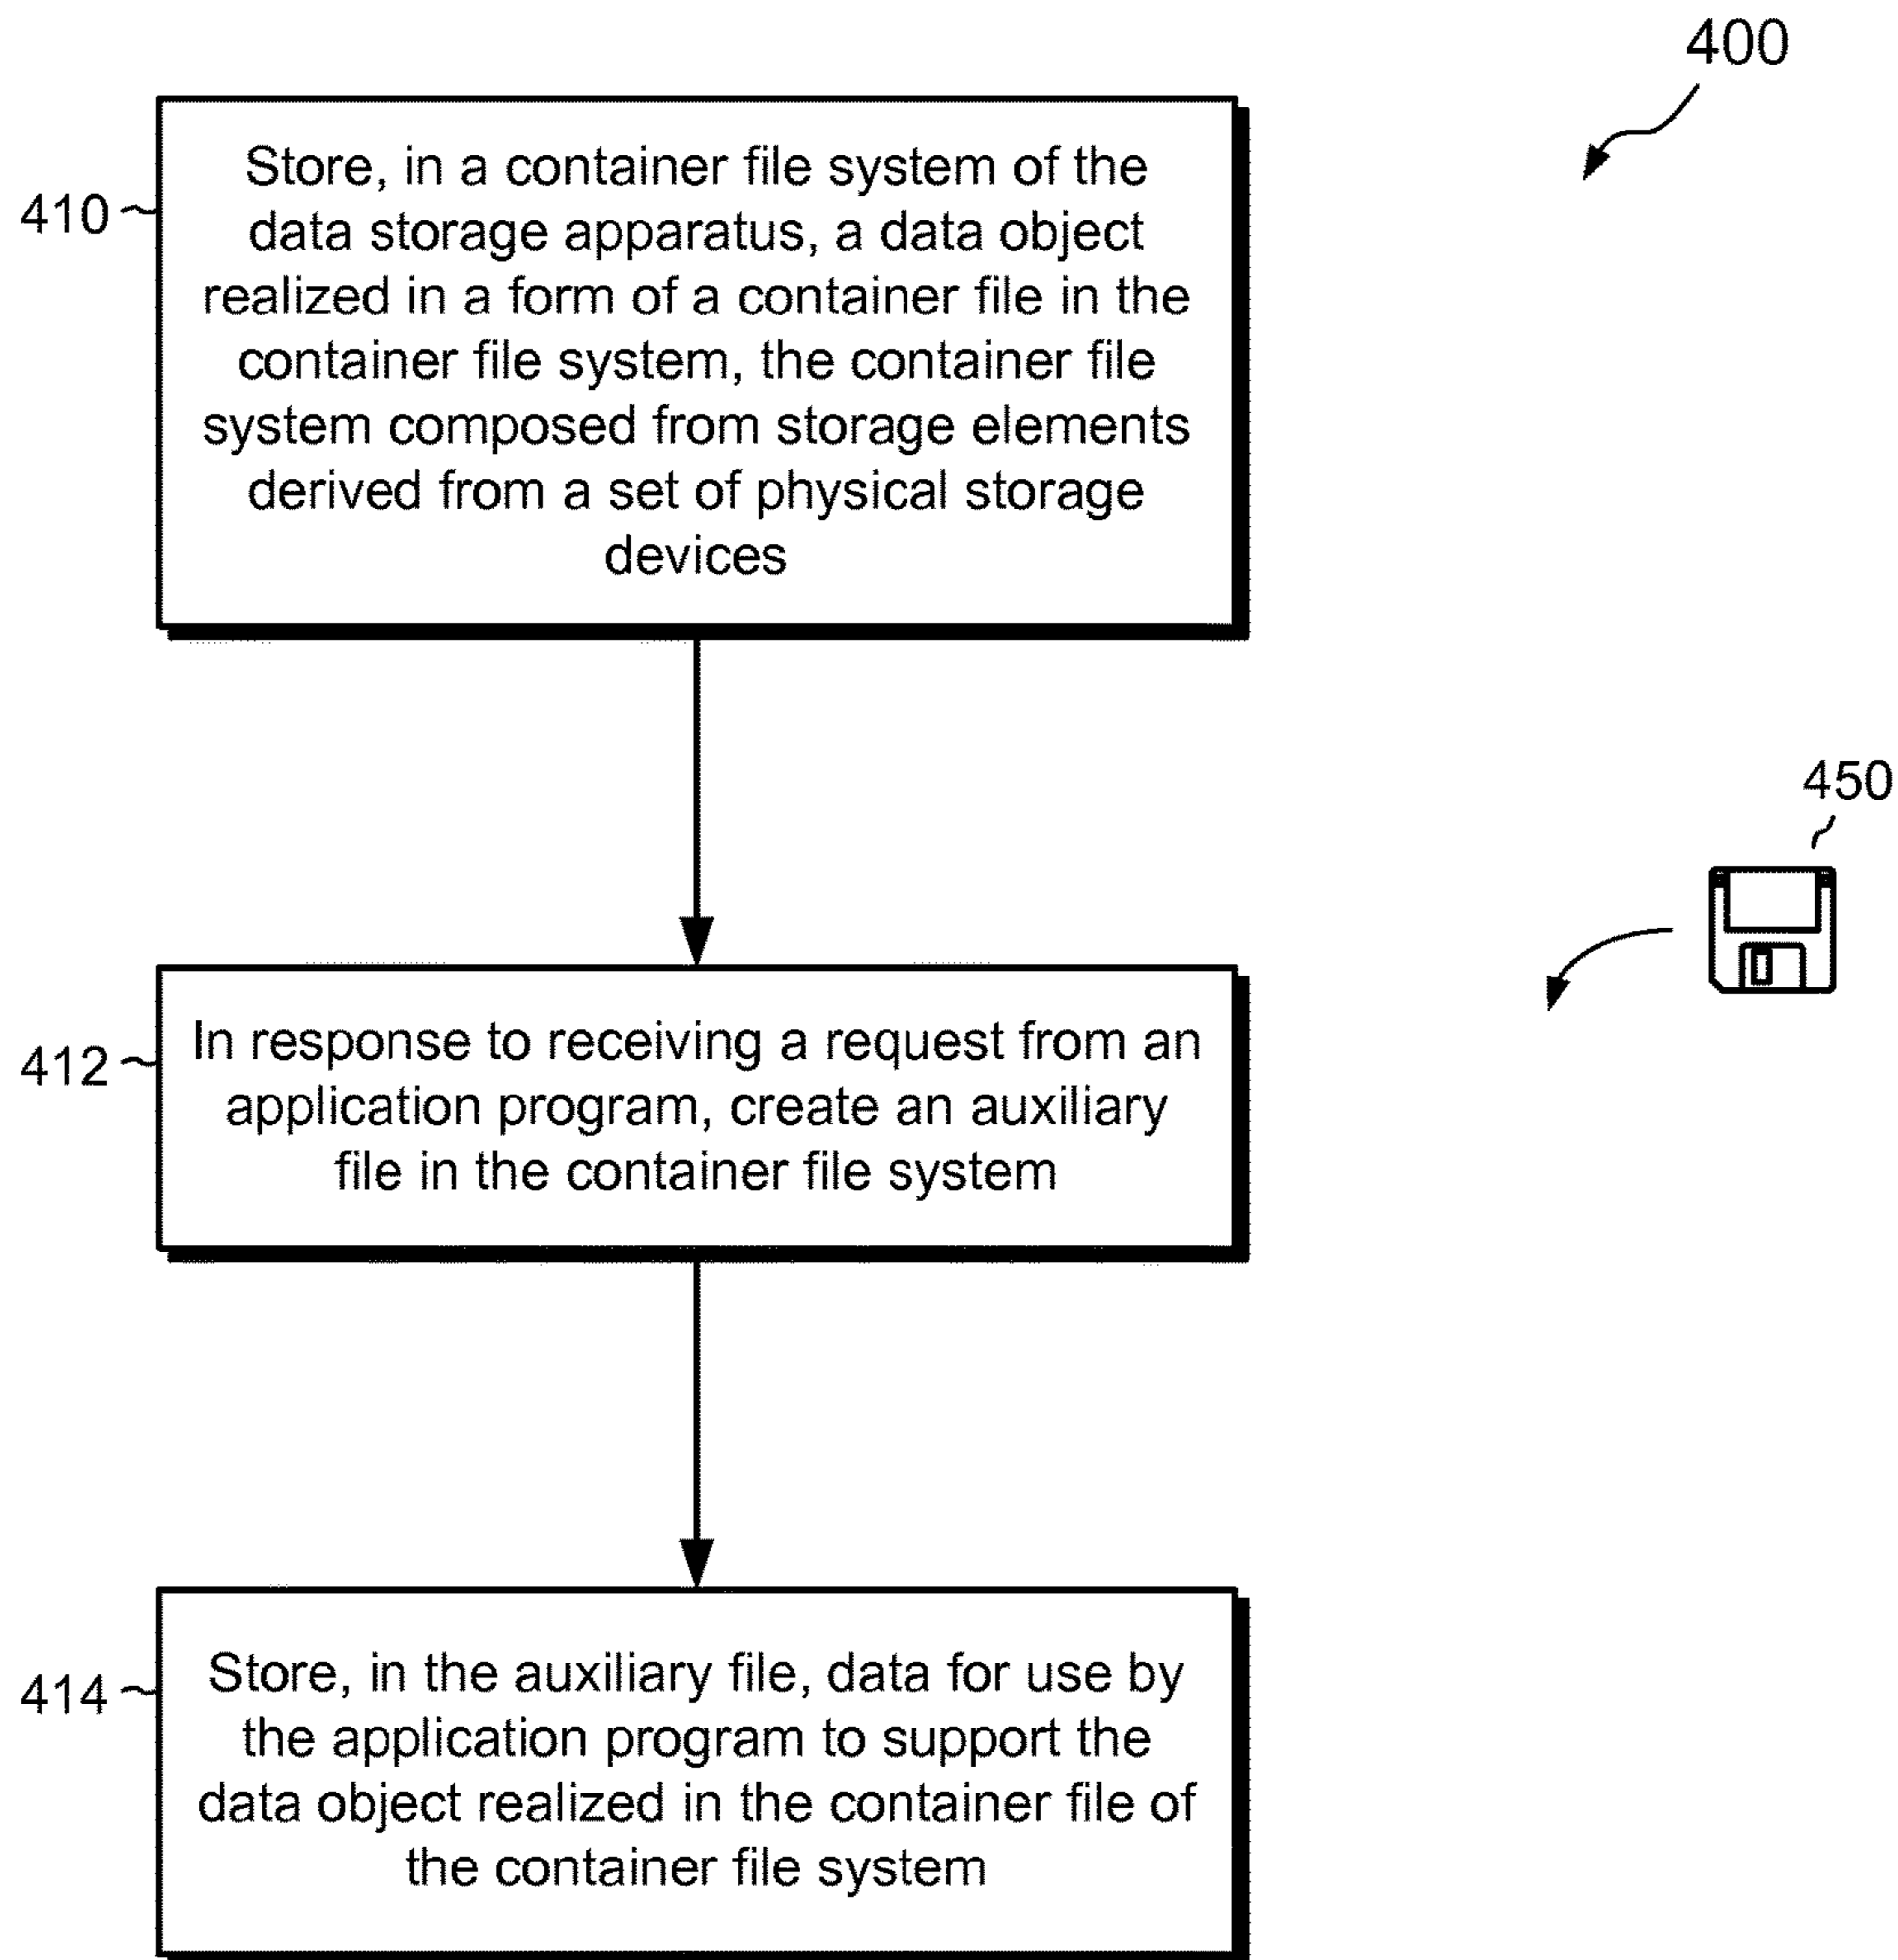 400
410
Store, in a container file system of the
data storage apparatus, a data object
realized in a form of a container file in the
container file system, the container file
system composed from storage elements
derived from a set of physical storage
devices
450
412
In response to receiving a request from an
application program, create an auxiliary
file in the container file system
414
Store, in the auxiliary file, data for use by
the application program to support the
data object realized in the container file of
the container file system